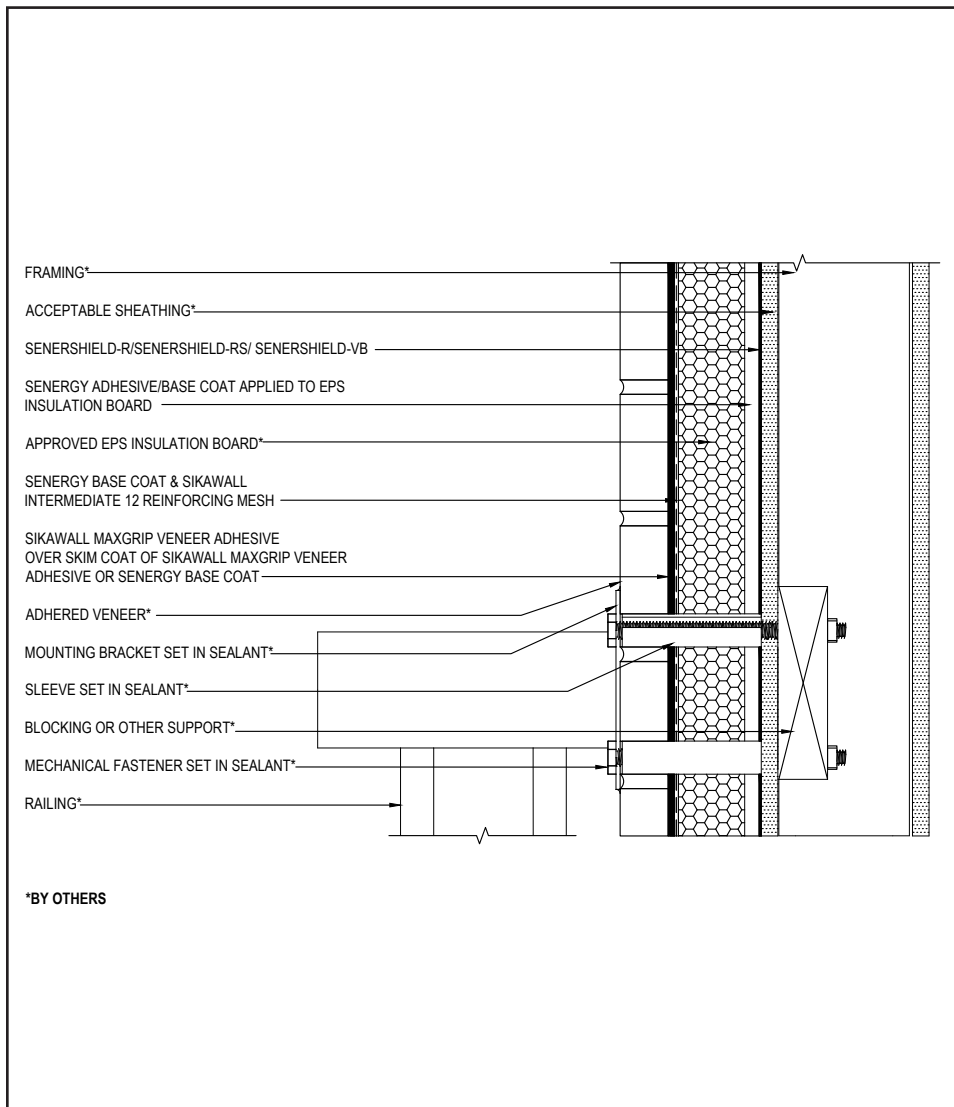 FRAMING*
ACCEPTABLE SHEATHING*
SENERSHIELD-R/SENERSHIELD-RS/ SENERSHIELD-VB
SENERGY ADHESIVE/BASE COAT APPLIED TO EPS
INSULATION BOARD
APPROVED EPS INSULATION BOARD*
SENERGY BASE COAT & SIKAWALL
INTERMEDIATE 12 REINFORCING MESH
SIKAWALL MAXGRIP VENEER ADHESIVE
OVER SKIM COAT OF SIKAWALL MAXGRIP VENEER
ADHESIVE OR SENERGY BASE COAT
ADHERED VENEER*
MOUNTING BRACKET SET IN SEALANT*
SLEEVE SET IN SEALANT*
BLOCKING OR OTHER SUPPORT*
MECHANICAL FASTENER SET IN SEALANT*
RAILING*
*BY OTHERS